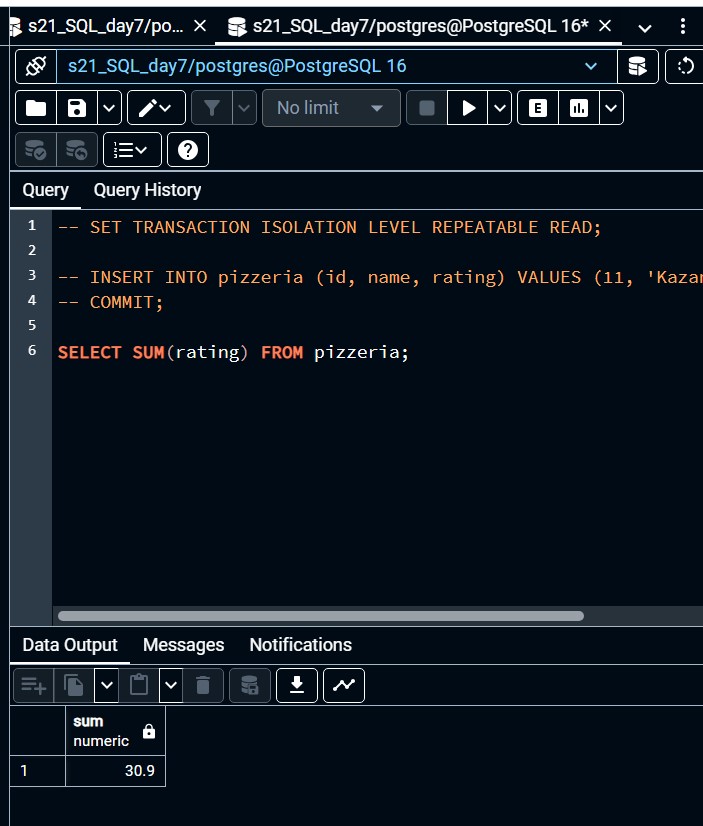 s21_SQL_day7/po... s21_SQL_day7/postgres@PostgreSQL 16*
s21_SQL_day7/postgres@PostgreSQL 16
No limit
E
Query Query History
1 -- SET TRANSACTION ISOLATION LEVEL REPEATABLE READ;
2
3 -- INSERT INTO pizzeria (id, name, rating) VALUES (11, 'Kazan
4 -- COMMIT;
5
6 SELECT SUM(rating) FROM pizzeria;
Data Output Messages Notifications
sum
numeric
1 30.9